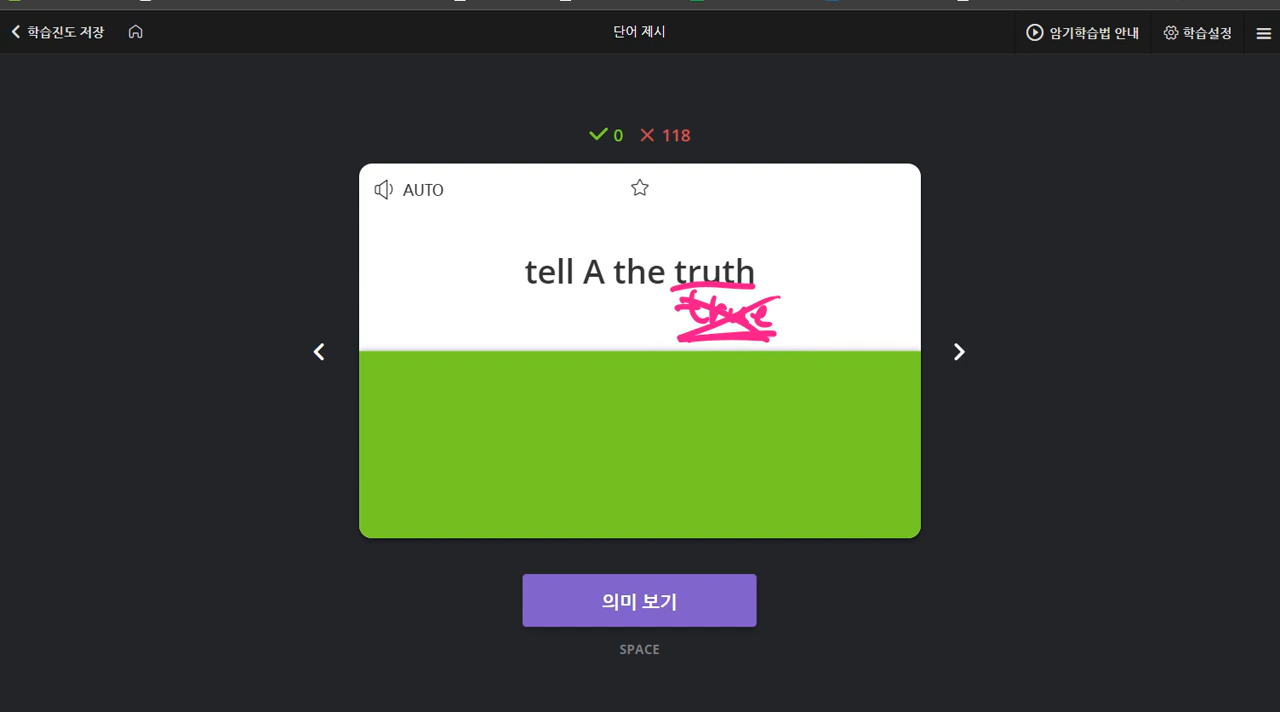 학습진도 저장
단어 제시
암기학습법 안내
학습설정
0 118
AUTO
tell A the truth
의미 보기
SPACE